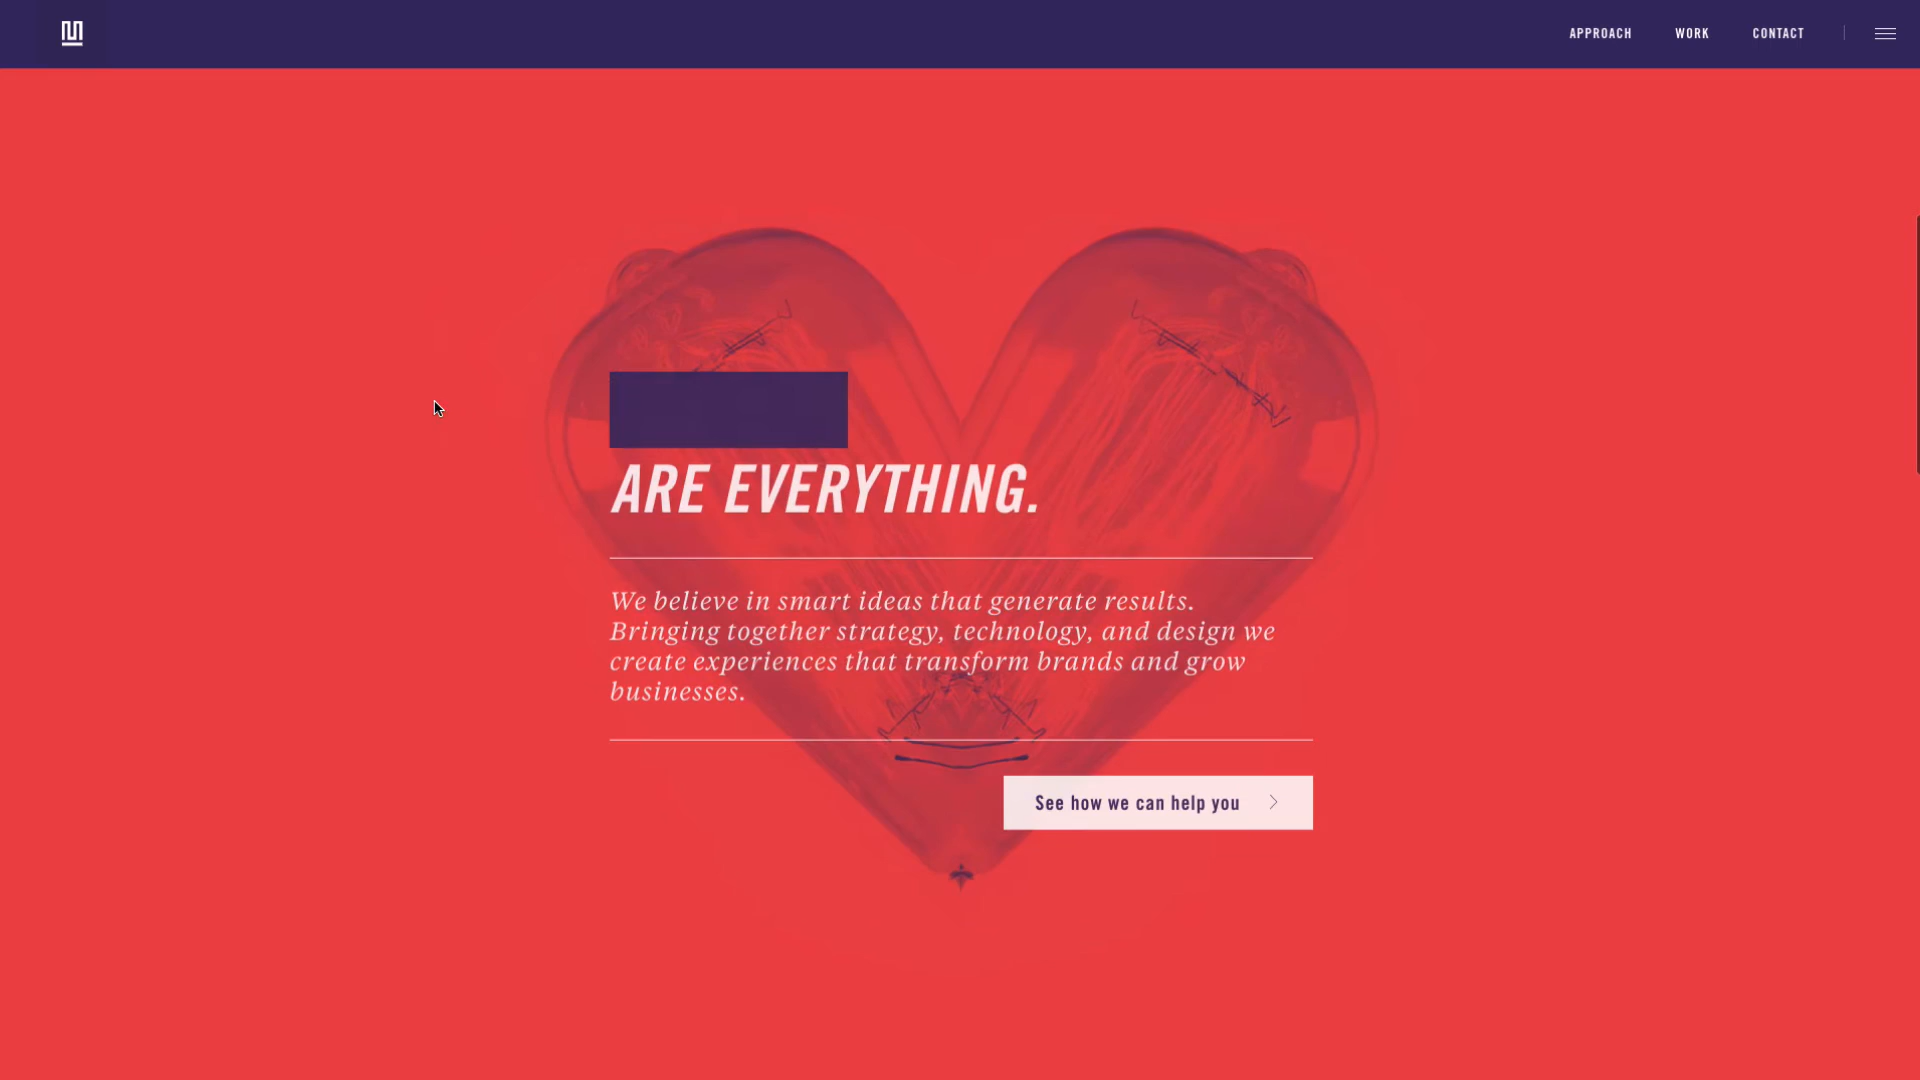 APPROACH WORK CONTACT
ARE EVERYTHING.
We believe in smart ideas that generate results.
Bringing together strategy, technology, and design we
create experiences that transform brands and grow
businesses.
See how we can help you